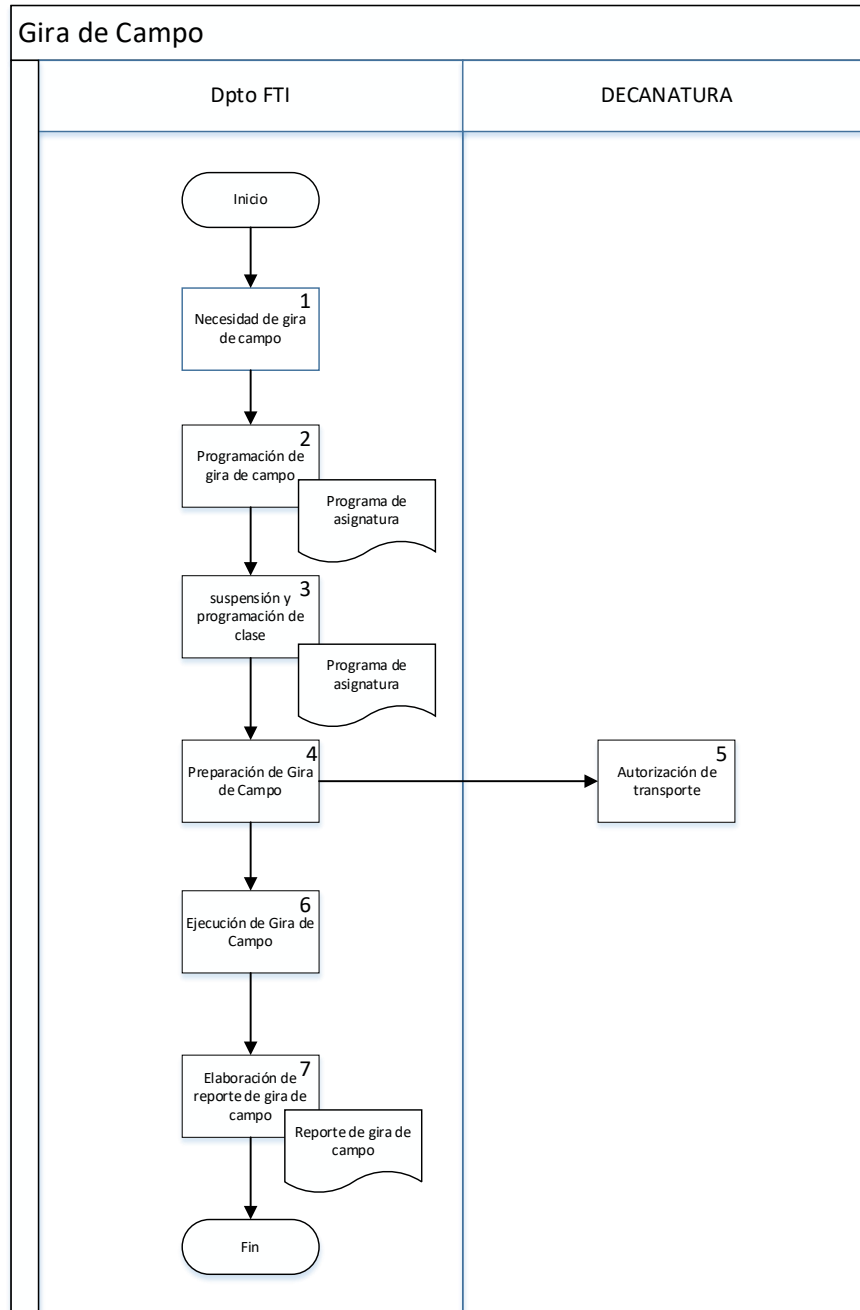 Gira de Campo
Dpto FTI
DECANATURA
Inicio
1
Necesidad de gira
de campo
2
Programación de
gira de campo
Programa de
asignatura
3
suspensión y
programación de
clase
Programa de
asignatura
4
Preparación de Gira
de Campo
5
Autorización de
transporte
6
Ejecución de Gira de
Campo
7
Elaboración de
reporte de gira de
campo
Reporte de gira de
campo
Fin